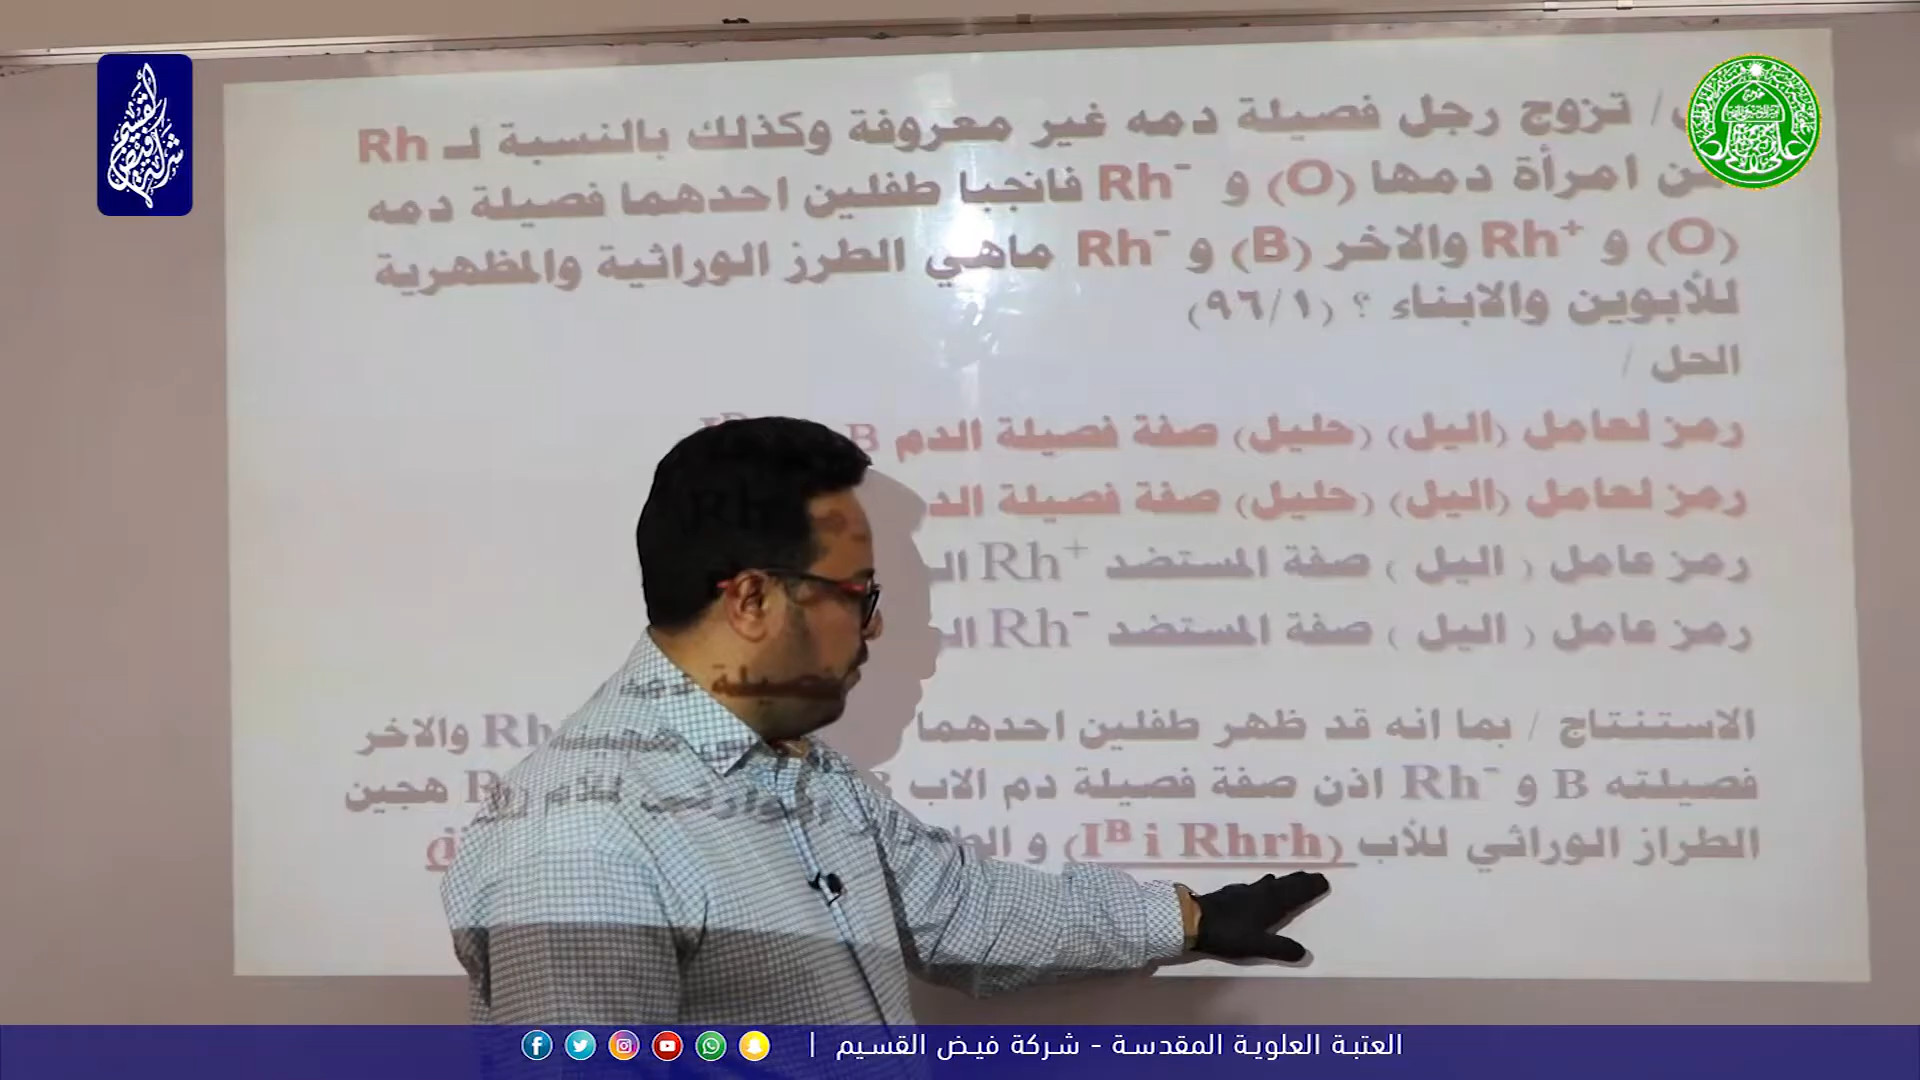 / تزوج رجل فصيلة دمه غير معروفة وكذلك بالنسبة لـ Rh
من امرأة دمها (O) و Rh⁻ فانجبا طفلين احدهما فصيلة دمه
(O) و Rh⁺ والاخر (B) و Rh⁻ ماهي الطرز الوراثية والمظهرية
للأبوين والابناء ؟ (٩٦/١)
الحل /
رمز لعامل (اليل) (حليل) صفة فصيلة الدم B
رمز لعامل (اليل) (حليل) صفة فصيلة
رمز عامل ( اليل ) صفة المستضد Rh⁺
رمز عامل ( اليل ) صفة المستضد Rh⁻
الاستنتاج / بما انه قد ظهر طفلين احدهما Rh والاخر
فصيلته B و Rh⁻ اذن صفة فصيلة دم الاب هجين
الطراز الوراثي للأب (Iᴮ i Rhrh) و
العتبة العلوية المقدسة - شركة فيض القسيم |
شركة فيض القسيم